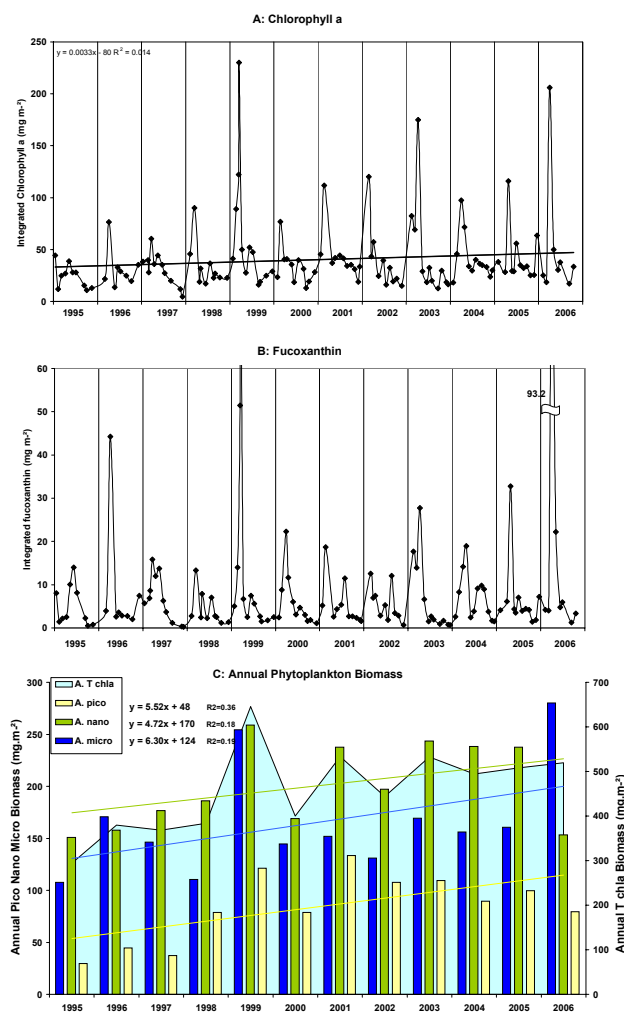 A: Chlorophyll a
y = 0.0033x - 80 R² = 0.014
Integrated Chlorophyll a (mg m-²)
250
200
150
100
50
0
1995 1996 1997 1998 1999 2000 2001 2002 2003 2004 2005 2006
B: Fucoxanthin
Integrated fucoxanthin (mg m-²)
60
50
40
30
20
10
0
93.2
1995 1996 1997 1998 1999 2000 2001 2002 2003 2004 2005 2006
C: Annual Phytoplankton Biomass
A. T chla
A. pico y = 5.52x + 48 R2=0.36
A. nano y = 4.72x + 170 R2=0.18
A. micro y = 6.30x + 124 R2=0.19
Annual Pico Nano Micro Biomass (mg.m-²)
300
250
200
150
100
50
0
Annual T chla Biomass (mg.m-²)
700
600
500
400
300
200
100
0
1995 1996 1997 1998 1999 2000 2001 2002 2003 2004 2005 2006